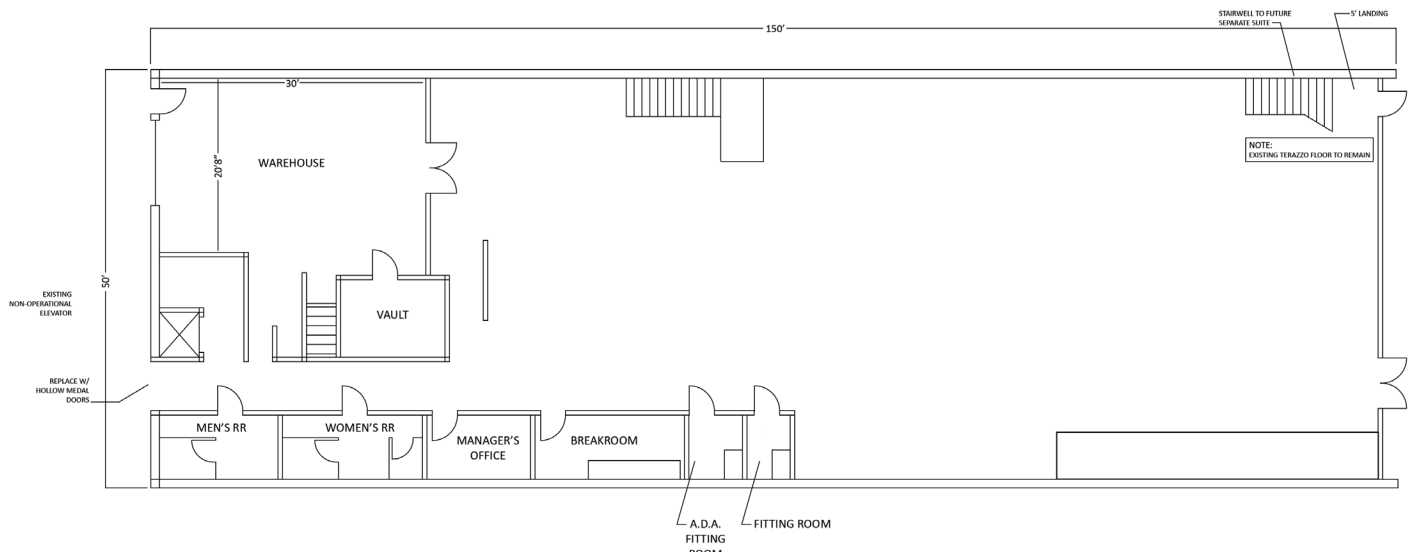 STAIRWELL TO FUTURE
SEPARATE SUITE
5' LANDING
150'
30'
20'8"
WAREHOUSE
NOTE:
EXISTING TERAZZO FLOOR TO REMAIN
50'
EXISTING
NON-OPERATIONAL
ELEVATOR
VAULT
REPLACE W/
HOLLOW MEDAL
DOORS
MEN'S RR
WOMEN'S RR
MANAGER'S
OFFICE
BREAKROOM
A.D.A.
FITTING
ROOM
FITTING ROOM